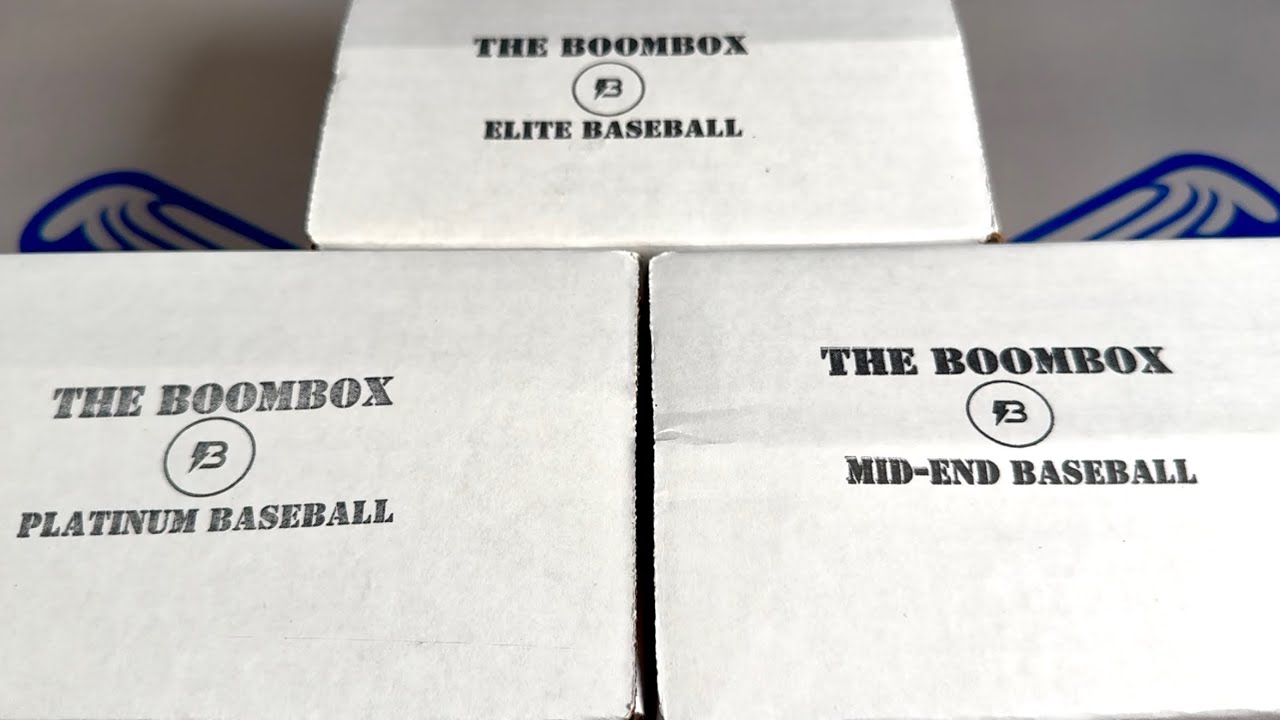 THE BOOMBOX
B
ELITE BASEBALL
THE BOOMBOX
B
PLATINUM BASEBALL
THE BOOMBOX
B
MID-END BASEBALL